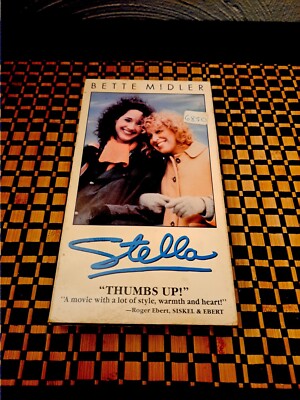 BETTE MIDLER
Stella
"THUMBS UP!"
"A movie with a lot of style, warmth and heart!"
—Roger Ebert, SISKEL & EBERT